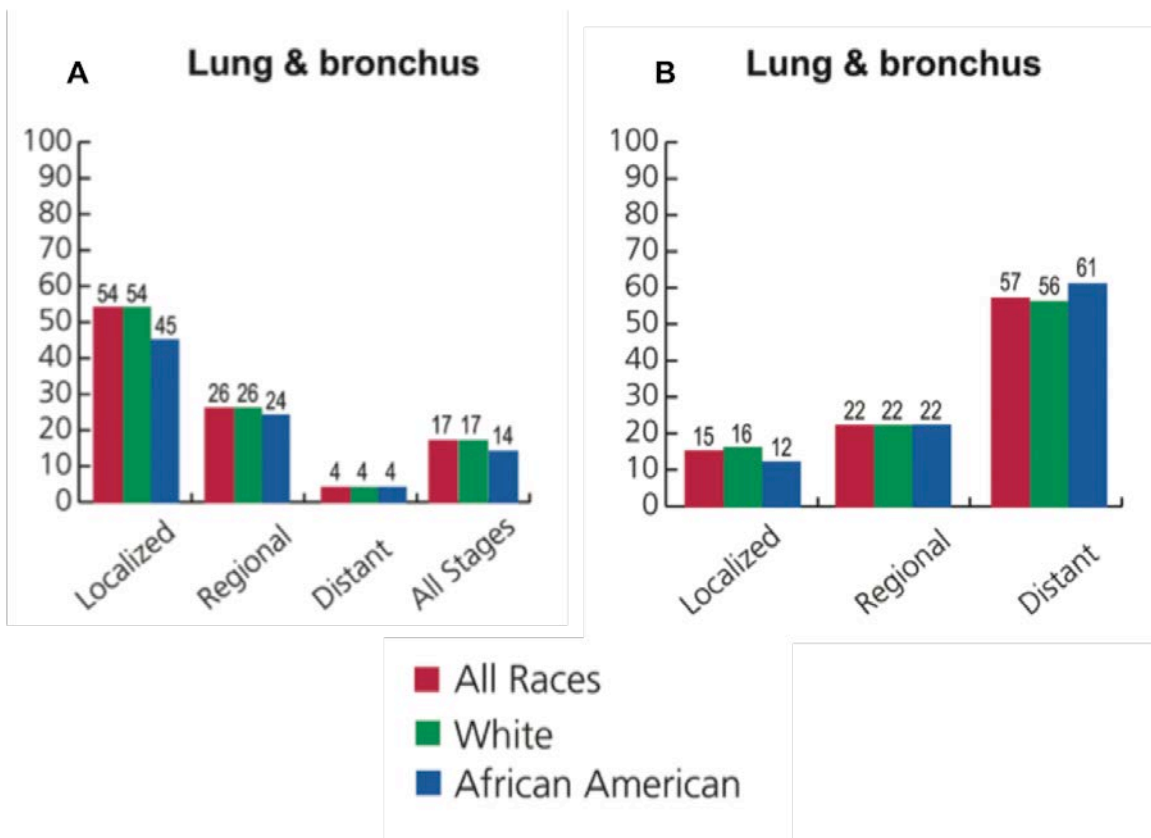 A Lung & bronchus
100
90
80
70
60
50
40
30
20
10
0
54 54 45
26 26 24
4 4 4
17 17 14
Localized
Regional
Distant
All Stages
B Lung & bronchus
100
90
80
70
60
50
40
30
20
10
0
15 16 12
22 22 22
57 56 61
Localized
Regional
Distant
All Races
White
African American